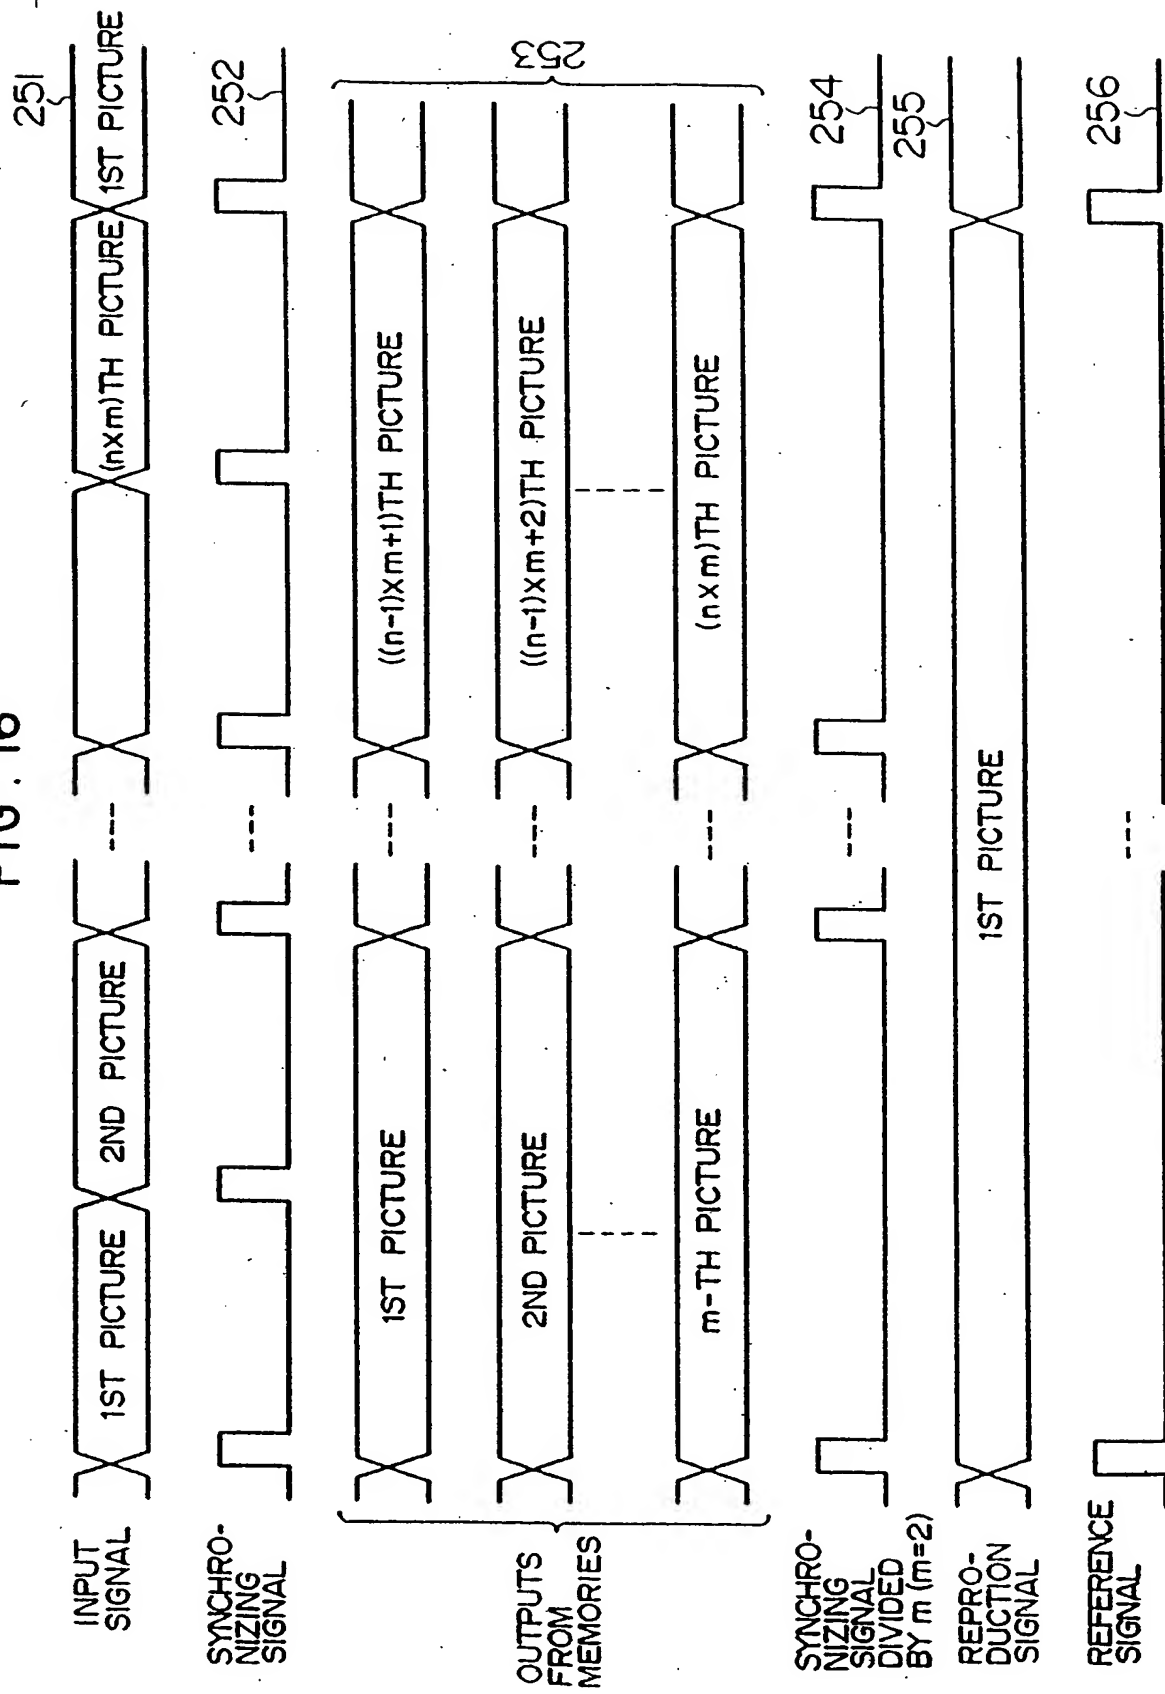 FIG. 16
INPUT
SIGNAL
1ST PICTURE
2ND PICTURE
---
(n×m)TH PICTURE
1ST PICTURE
251
SYNCHRO-
NIZING
SIGNAL
---
252
OUTPUTS
FROM
MEMORIES
1ST PICTURE
---
((n-1)×m+1)TH PICTURE
2ND PICTURE
---
((n-1)×m+2)TH PICTURE
m-TH PICTURE
---
(n×m)TH PICTURE
253
SYNCHRO-
NIZING
SIGNAL
DIVIDED
BY m (m=2)
---
254
REPRO-
DUCTION
SIGNAL
1ST PICTURE
255
REFERENCE
SIGNAL
---
256